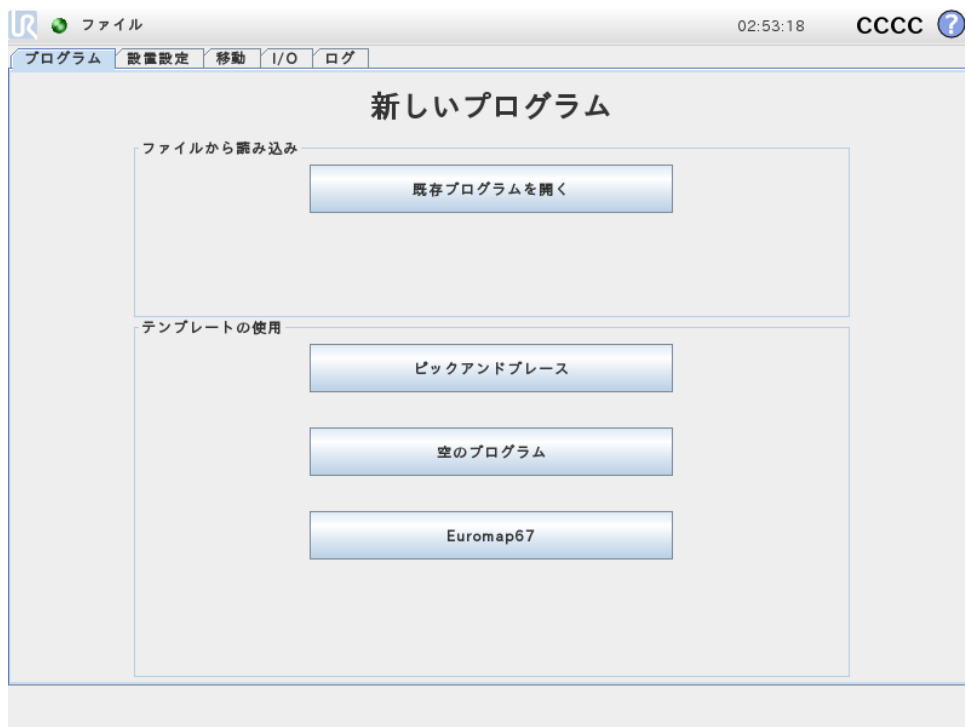 UR ファイル 02:53:18 CCCC ?
プログラム 設置設定 移動 I/O ログ
新しいプログラム
ファイルから読み込み
既存プログラムを開く
テンプレートの使用
ピックアンドプレース
空のプログラム
Euromap67